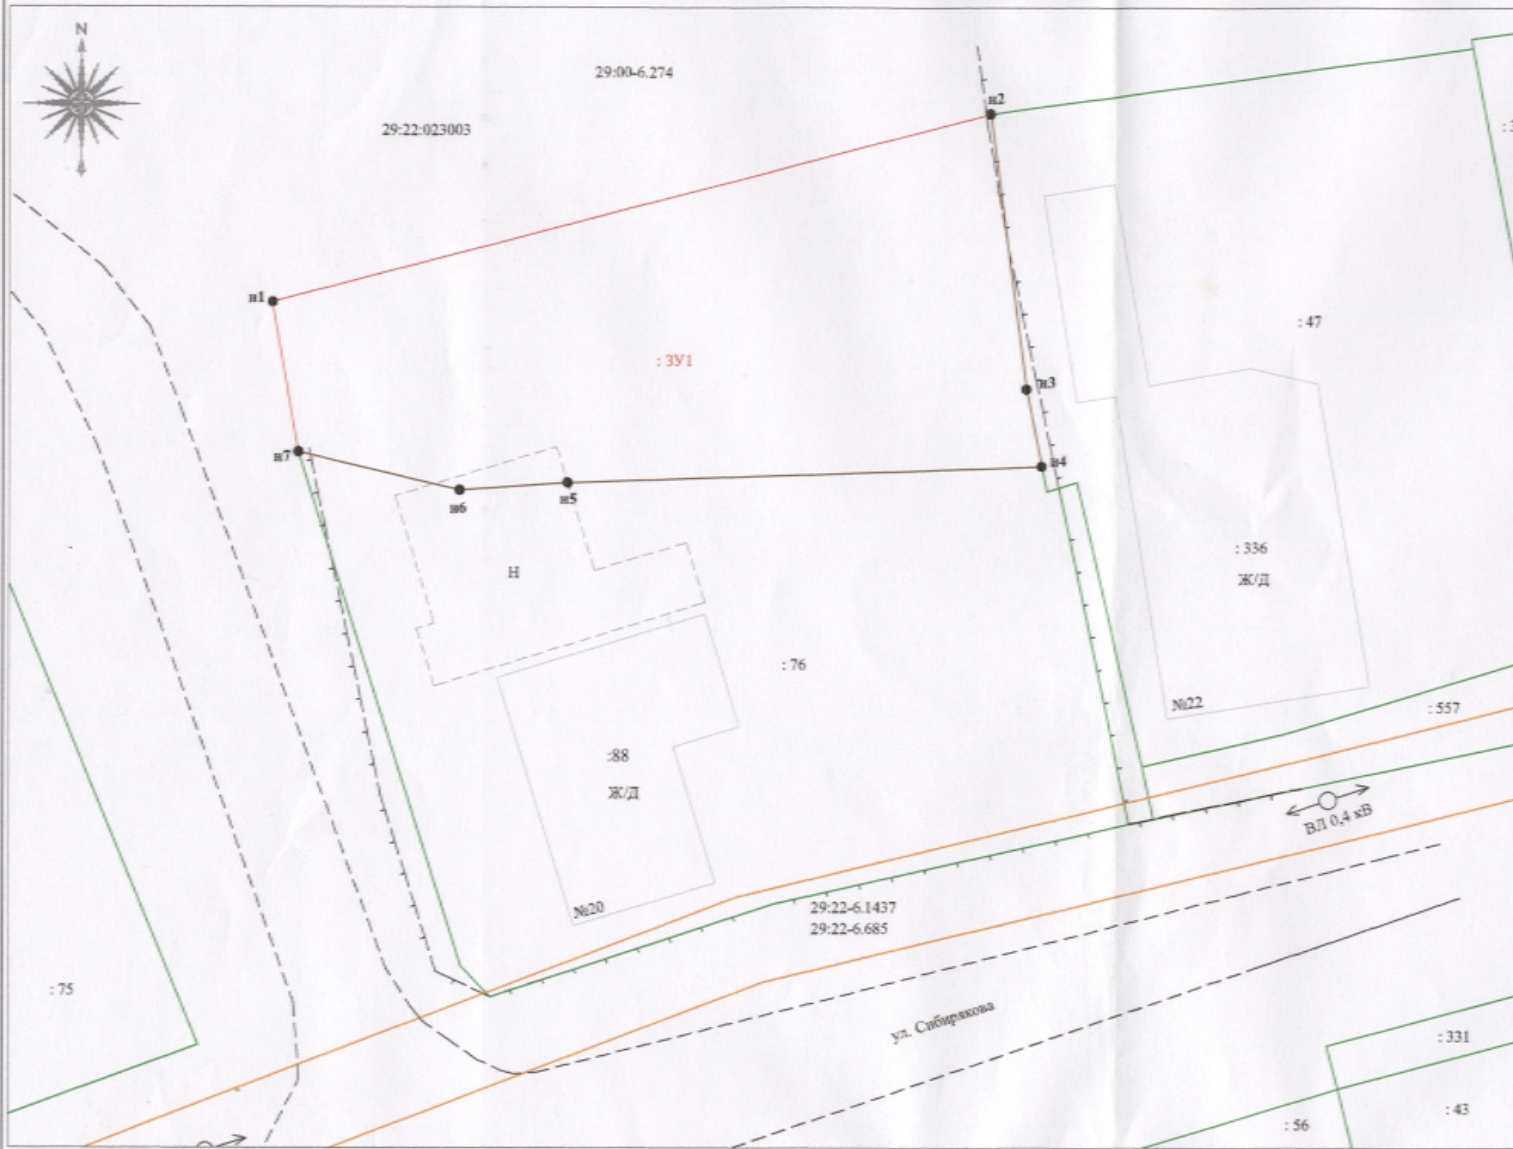 N
29:00-6.274
29:22:023003
н2
н1
: 47
: ЗУ1
н3
н7
н4
н6
н5
: 336
Ж/Д
Н
: 76
№22
: 557
:88
Ж/Д
ВЛ 0,4 кВ
№20
29:22-6.1437
29:22-6.685
: 75
ул. Сибирякова
: 331
: 43
: 56